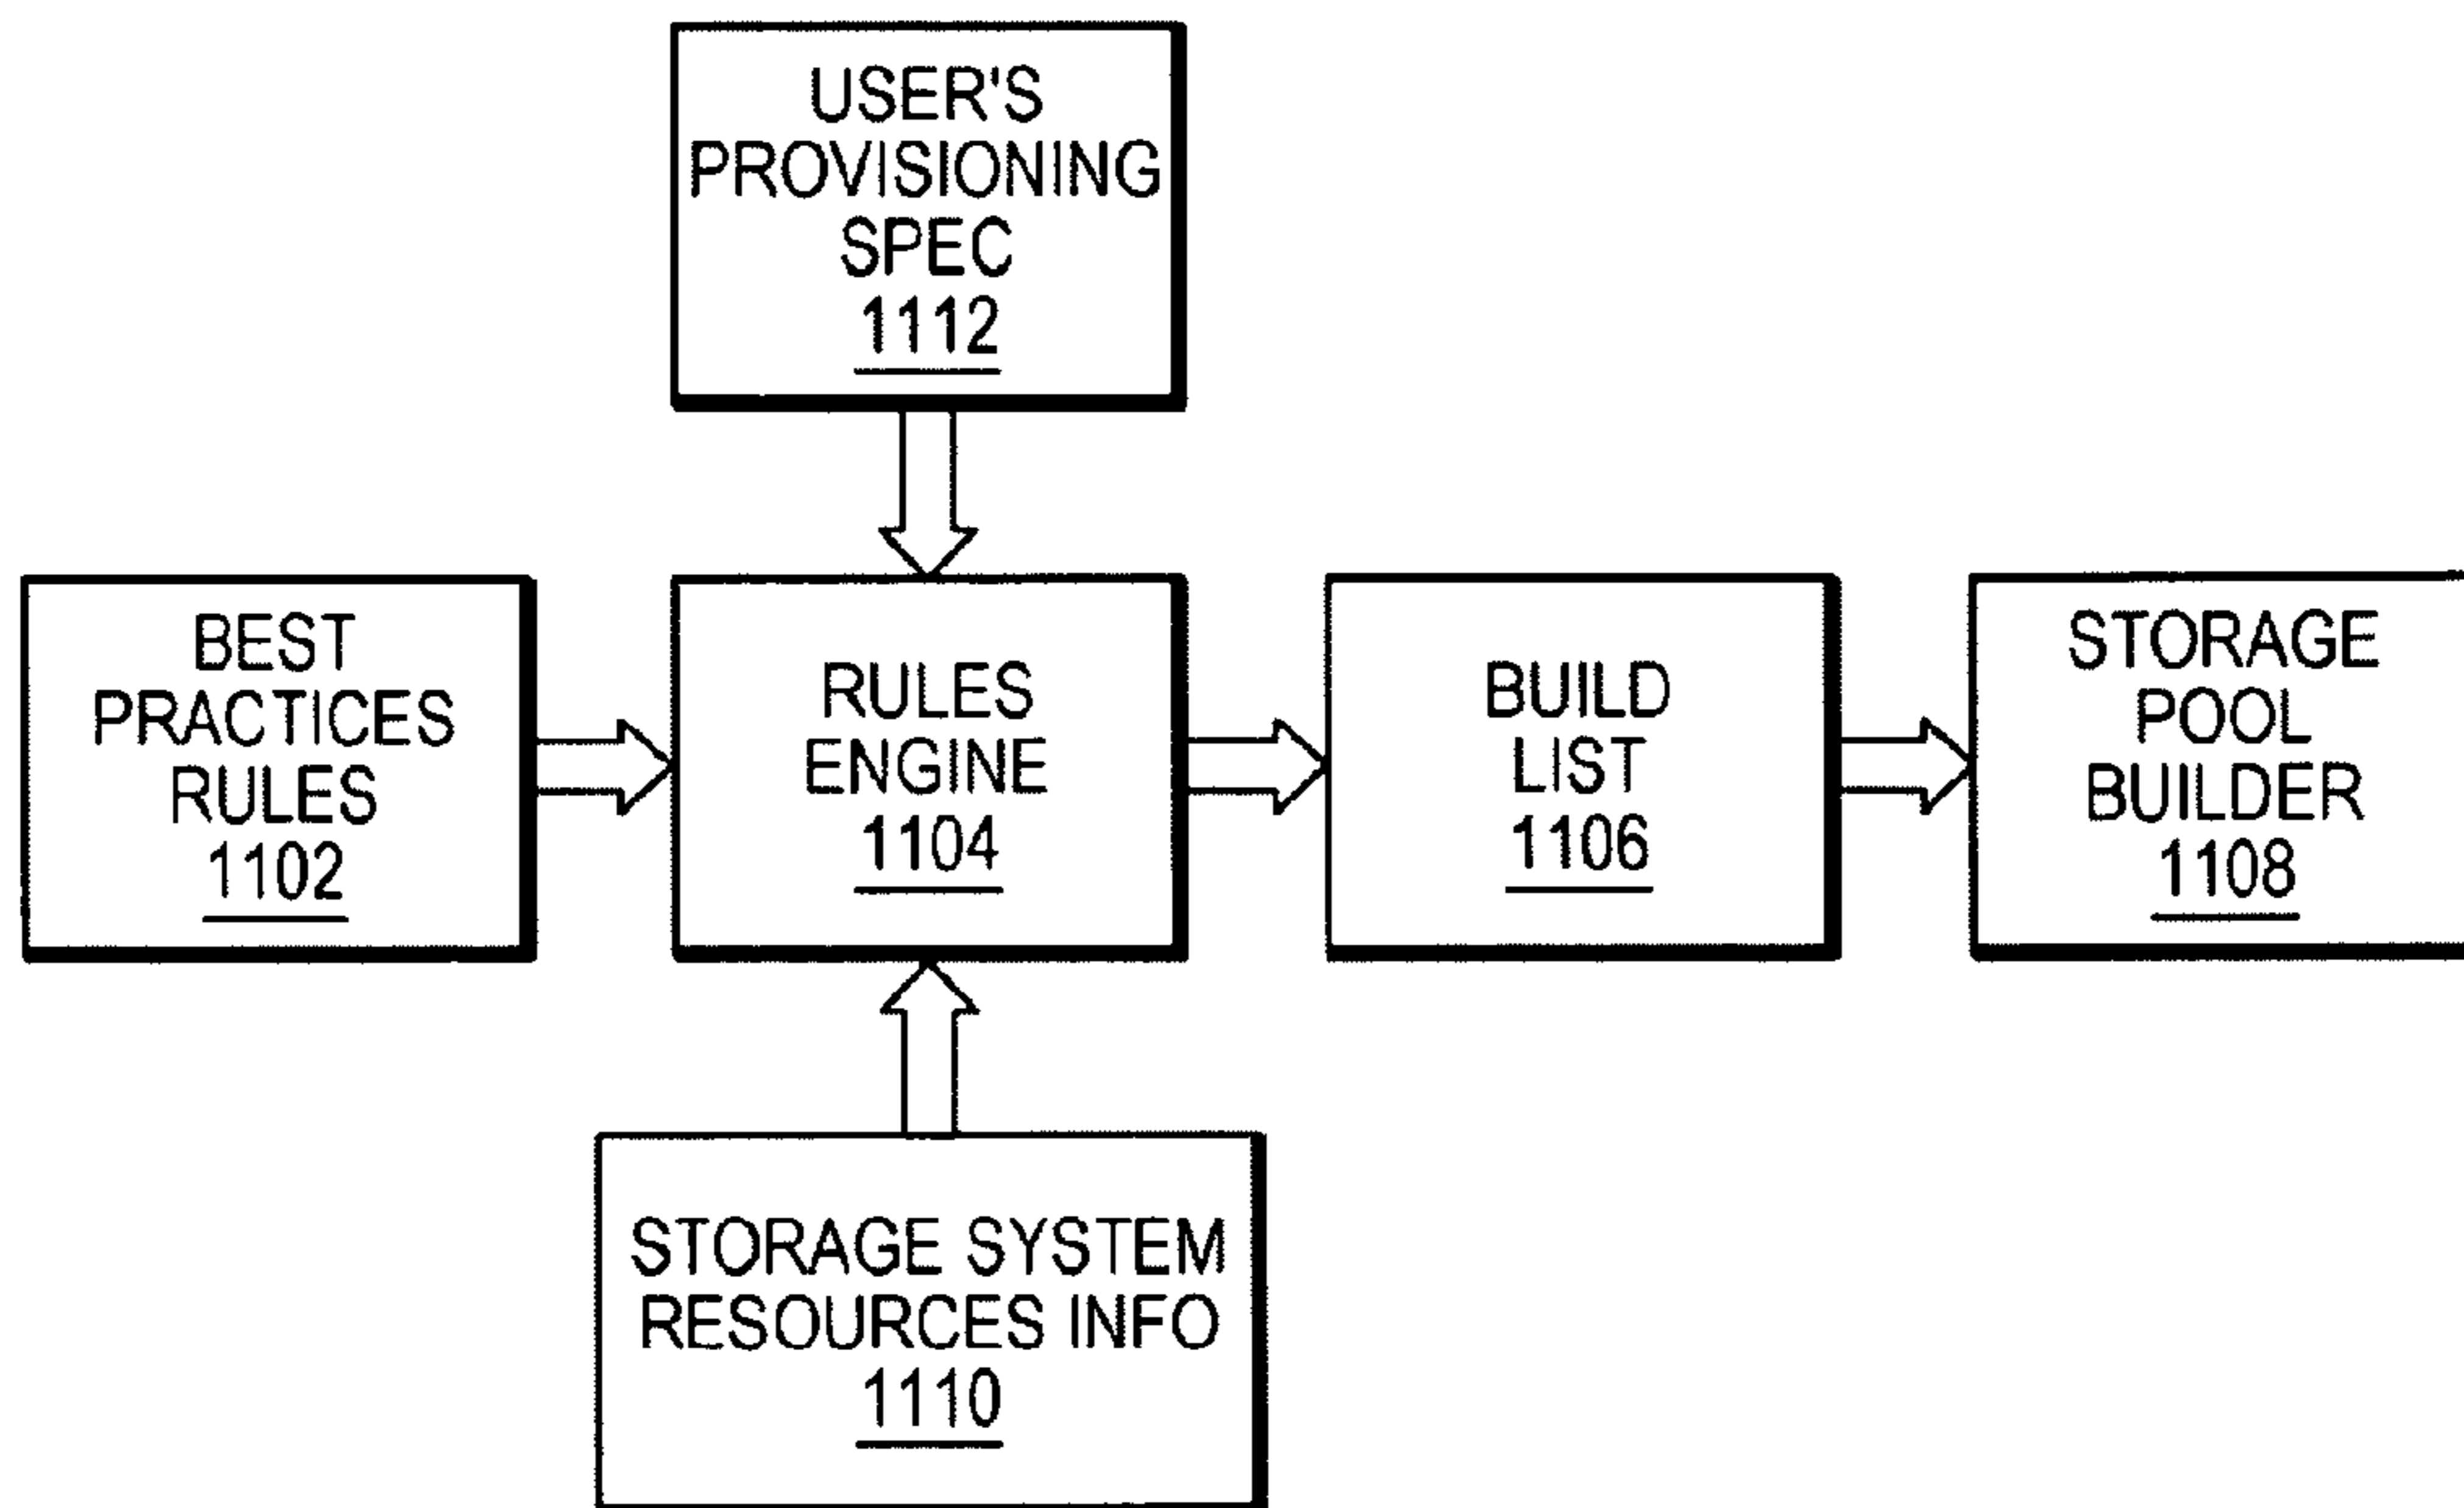 USER'S
PROVISIONING
SPEC
1112
BEST
PRACTICES
RULES
1102
RULES
ENGINE
1104
BUILD
LIST
1106
STORAGE
POOL
BUILDER
1108
STORAGE SYSTEM
RESOURCES INFO
1110